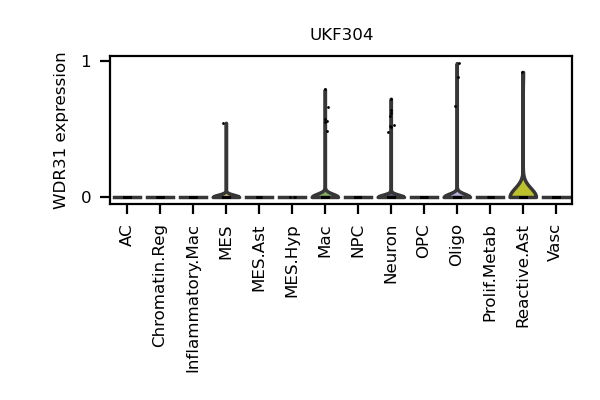 UKF304
WDR31 expression
1
0
AC
Chromatin.Reg
Inflammatory.Mac
MES
MES.Ast
MES.Hyp
Mac
NPC
Neuron
OPC
Oligo
Prolif.Metab
Reactive.Ast
Vasc